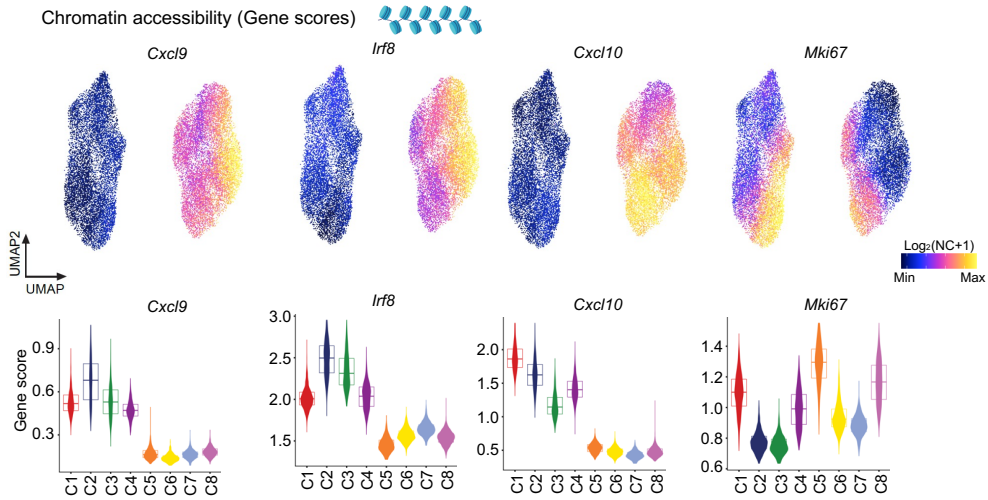 Chromatin accessibility (Gene scores)
Cxcl9
Irf8
Cxcl10
Mki67
UMAP2
UMAP
Log₂(NC+1)
Min Max
Cxcl9
Irf8
Cxcl10
Mki67
Gene score
0.9
0.6
0.3
3.0
2.5
2.0
1.5
2.0
1.5
1.0
0.5
1.4
1.2
1.0
0.8
0.6
C1 C2 C3 C4 C5 C6 C7 C8
C1 C2 C3 C4 C5 C6 C7 C8
C1 C2 C3 C4 C5 C6 C7 C8
C1 C2 C3 C4 C5 C6 C7 C8